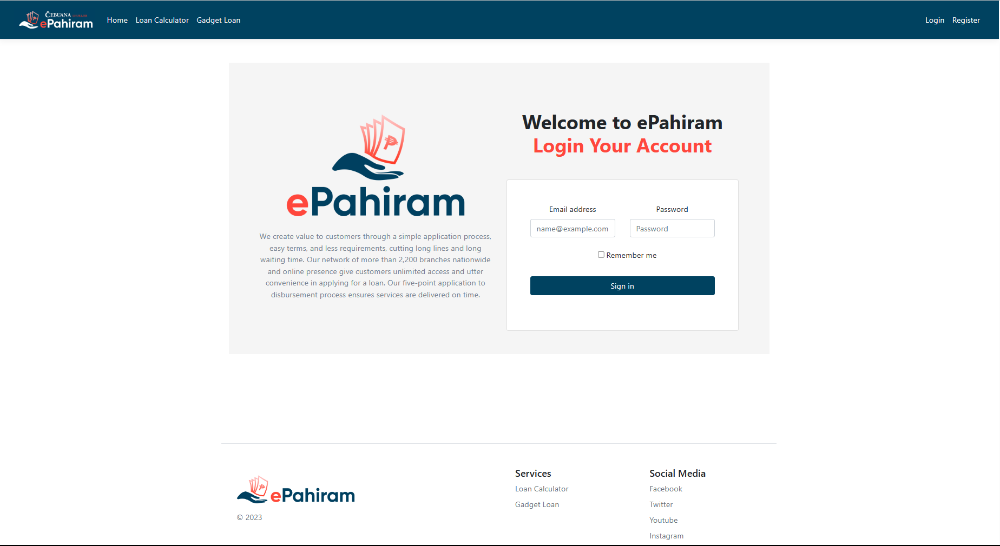 CEBUANA
ePahiram
Home Loan Calculator Gadget Loan
Login Register
ePahiram
We create value to customers through a simple application process,
easy terms, and less requirements, cutting long lines and long
waiting time. Our network of more than 2,200 branches nationwide
and online presence give customers unlimited access and utter
convenience in applying for a loan. Our five-point application to
disbursement process ensures services are delivered on time.
Welcome to ePahiram
Login Your Account
Email address Password
name@example.com Password
Remember me
Sign in
ePahiram
© 2023
Services
Loan Calculator
Gadget Loan
Social Media
Facebook
Twitter
Youtube
Instagram